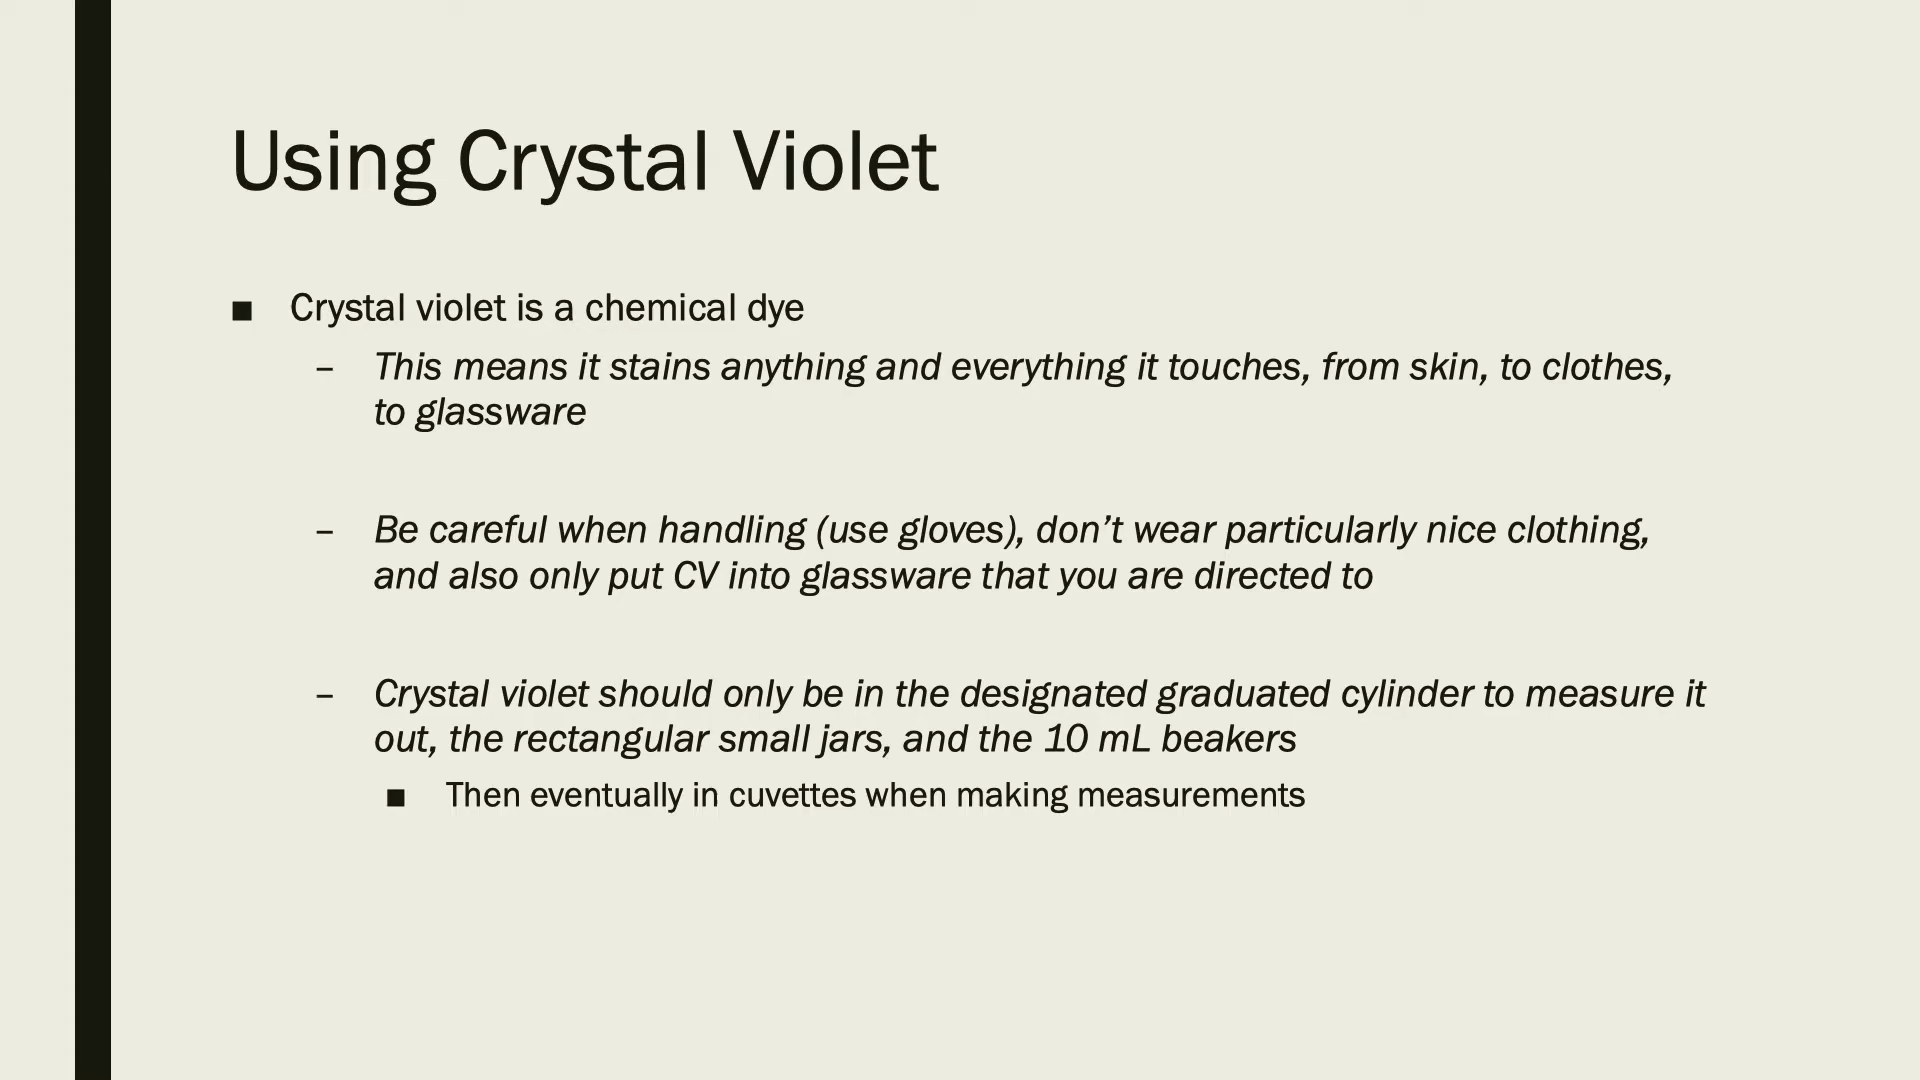 Using Crystal Violet
■ Crystal violet is a chemical dye
– This means it stains anything and everything it touches, from skin, to clothes,
to glassware
– Be careful when handling (use gloves), don’t wear particularly nice clothing,
and also only put CV into glassware that you are directed to
– Crystal violet should only be in the designated graduated cylinder to measure it
out, the rectangular small jars, and the 10 mL beakers
■ Then eventually in cuvettes when making measurements